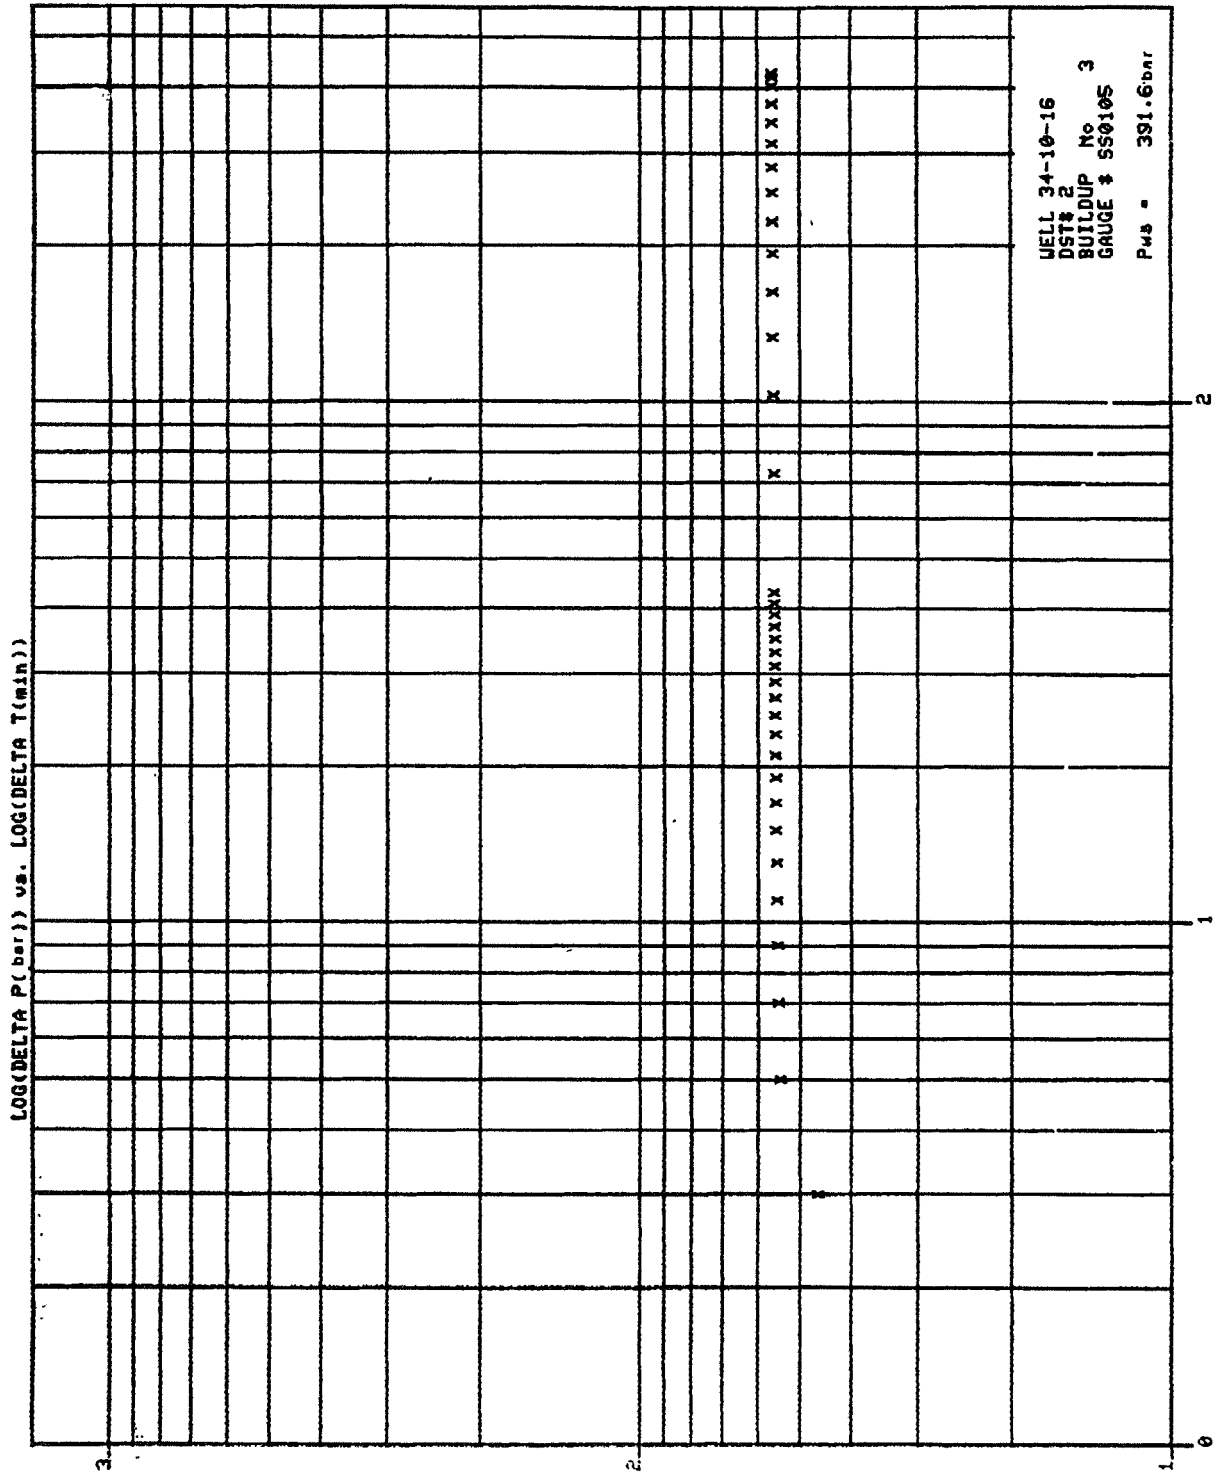 LOG(DELTA P(bar)) vs. LOG(DELTA T(min))
3
2
1
0
1
2
WELL 34-10-16
DST# 2
BUILDUP No 3
GAUGE # SS0105
Pws = 391.6bar